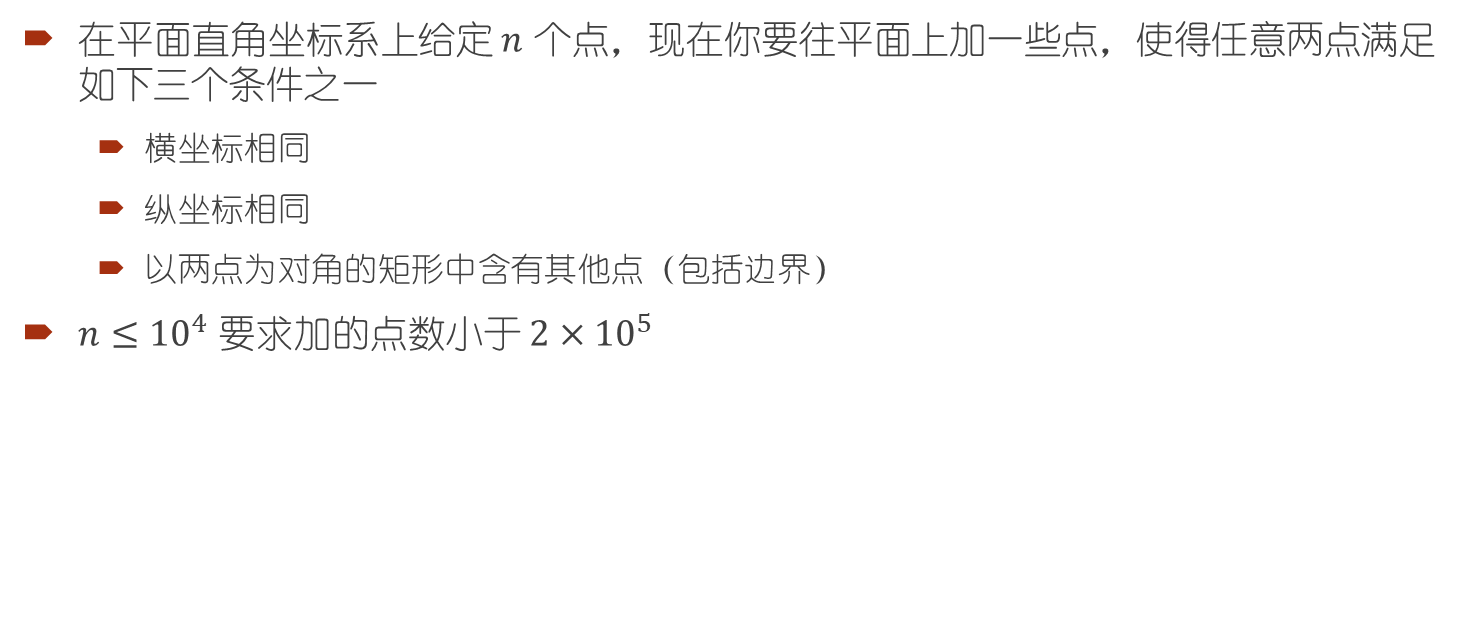 在平面直角坐标系上给定 n 个点，现在你要往平面上加一些点，使得任意两点满足
如下三个条件之一
横坐标相同
纵坐标相同
以两点为对角的矩形中含有其他点（包括边界）
n ≤ 10⁴ 要求加的点数小于 2 × 10⁵